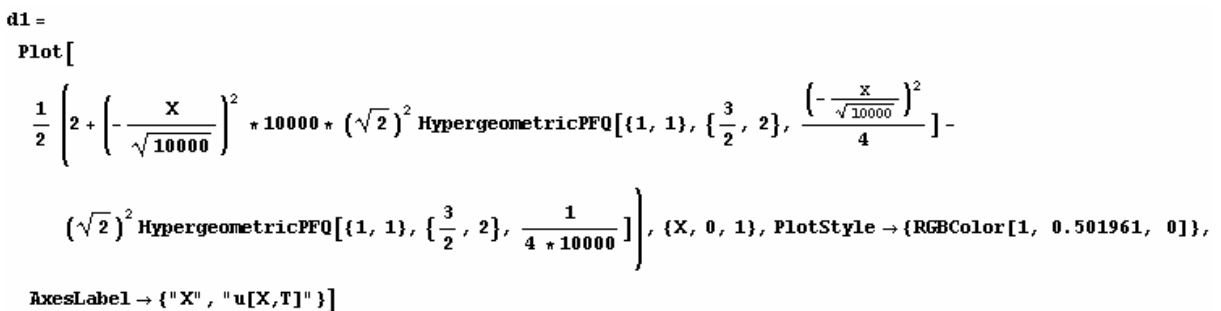 d1 =
Plot[
1/2 (2 + (-X/√10000)^2 * 10000 * (√2)^2 HypergeometricPFQ[{1, 1}, {3/2, 2}, (-X/√10000)^2/4] -
(√2)^2 HypergeometricPFQ[{1, 1}, {3/2, 2}, 1/(4 * 10000)]), {X, 0, 1}, PlotStyle → {RGBColor[1, 0.501961, 0]},
AxesLabel → {"X", "u[X,T]"}]